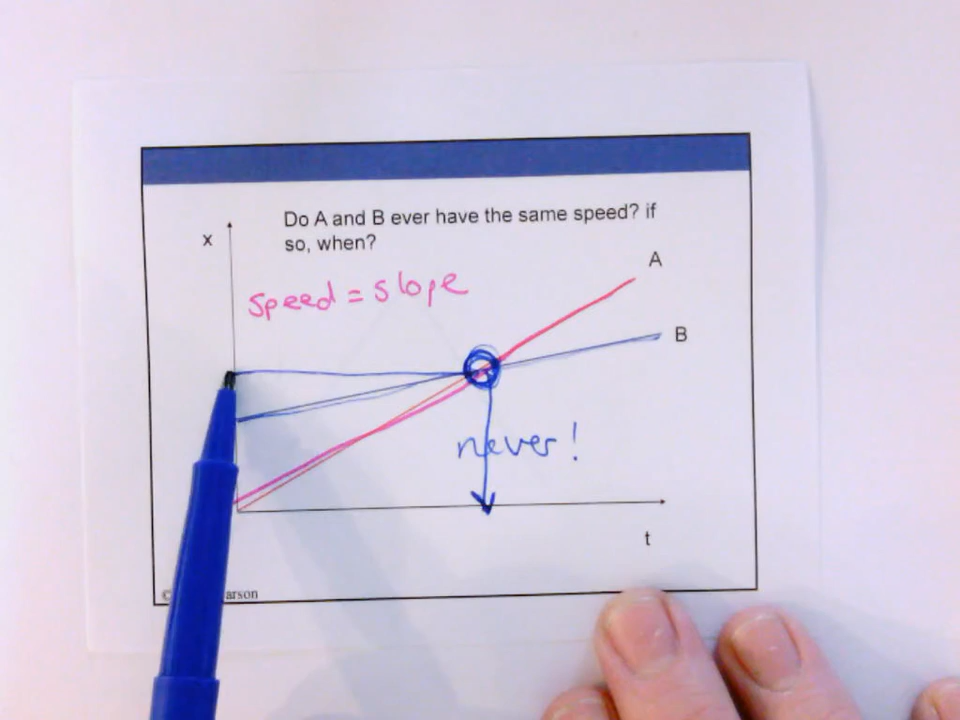 Do A and B ever have the same speed? if
so, when?
x
speed = slope
A
B
never!
t
©
arson